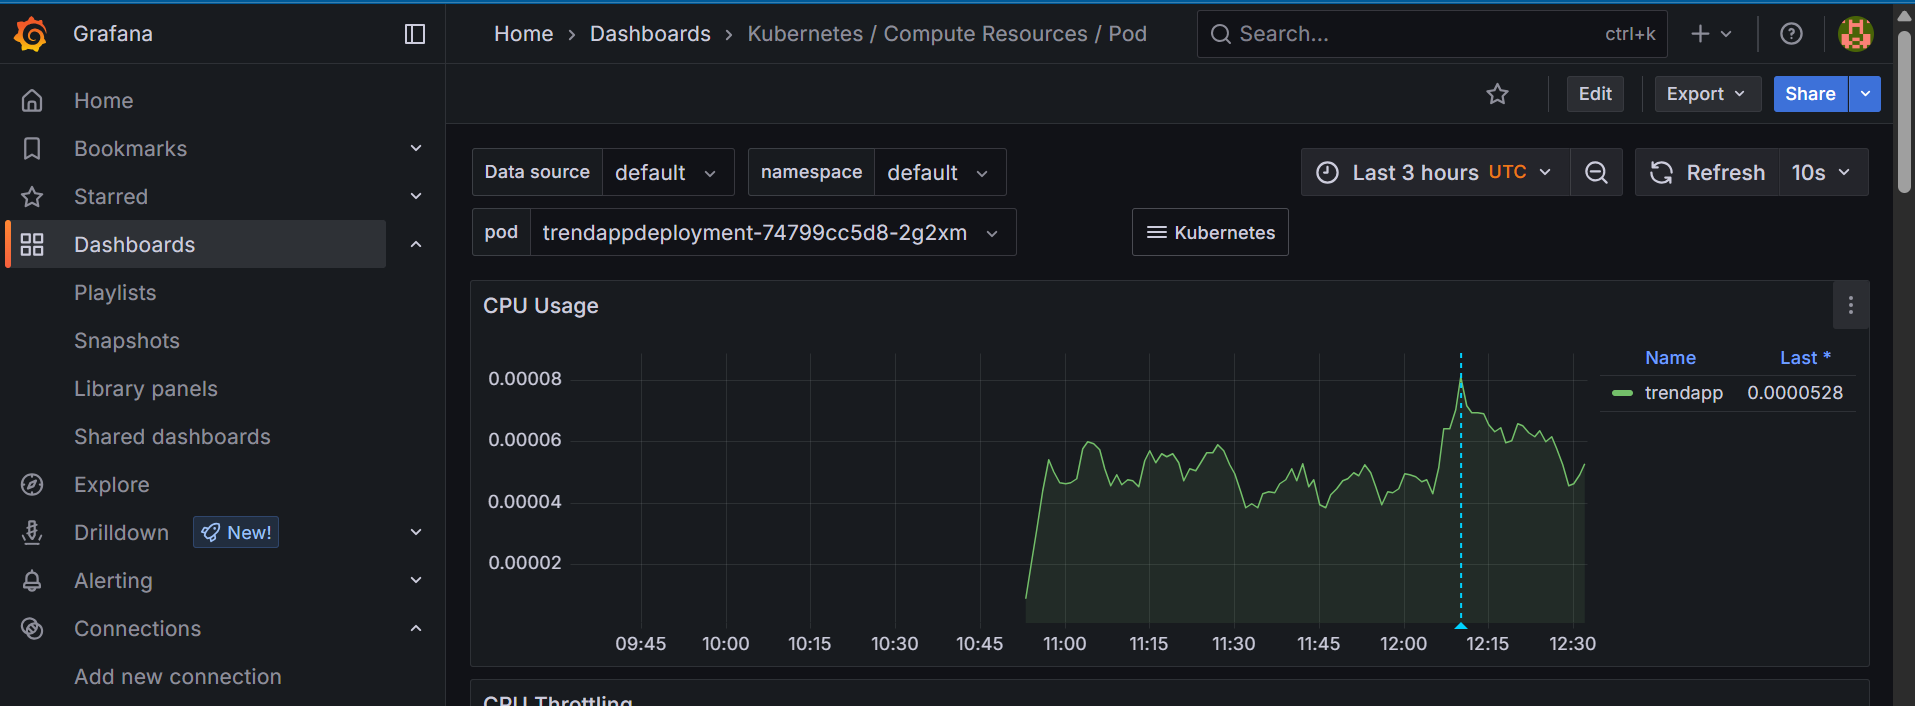 Grafana
Home › Dashboards › Kubernetes / Compute Resources / Pod
Search... ctrl+k
Home
Bookmarks
Starred
Dashboards
Playlists
Snapshots
Library panels
Shared dashboards
Explore
Drilldown New!
Alerting
Connections
Add new connection
Edit Export Share
Data source default namespace default
Last 3 hours UTC Refresh 10s
pod trendappdeployment-74799cc5d8-2g2xm Kubernetes
CPU Usage
0.00008
0.00006
0.00004
0.00002
09:45 10:00 10:15 10:30 10:45 11:00 11:15 11:30 11:45 12:00 12:15 12:30
Name Last *
trendapp 0.0000528
CPU Throttling